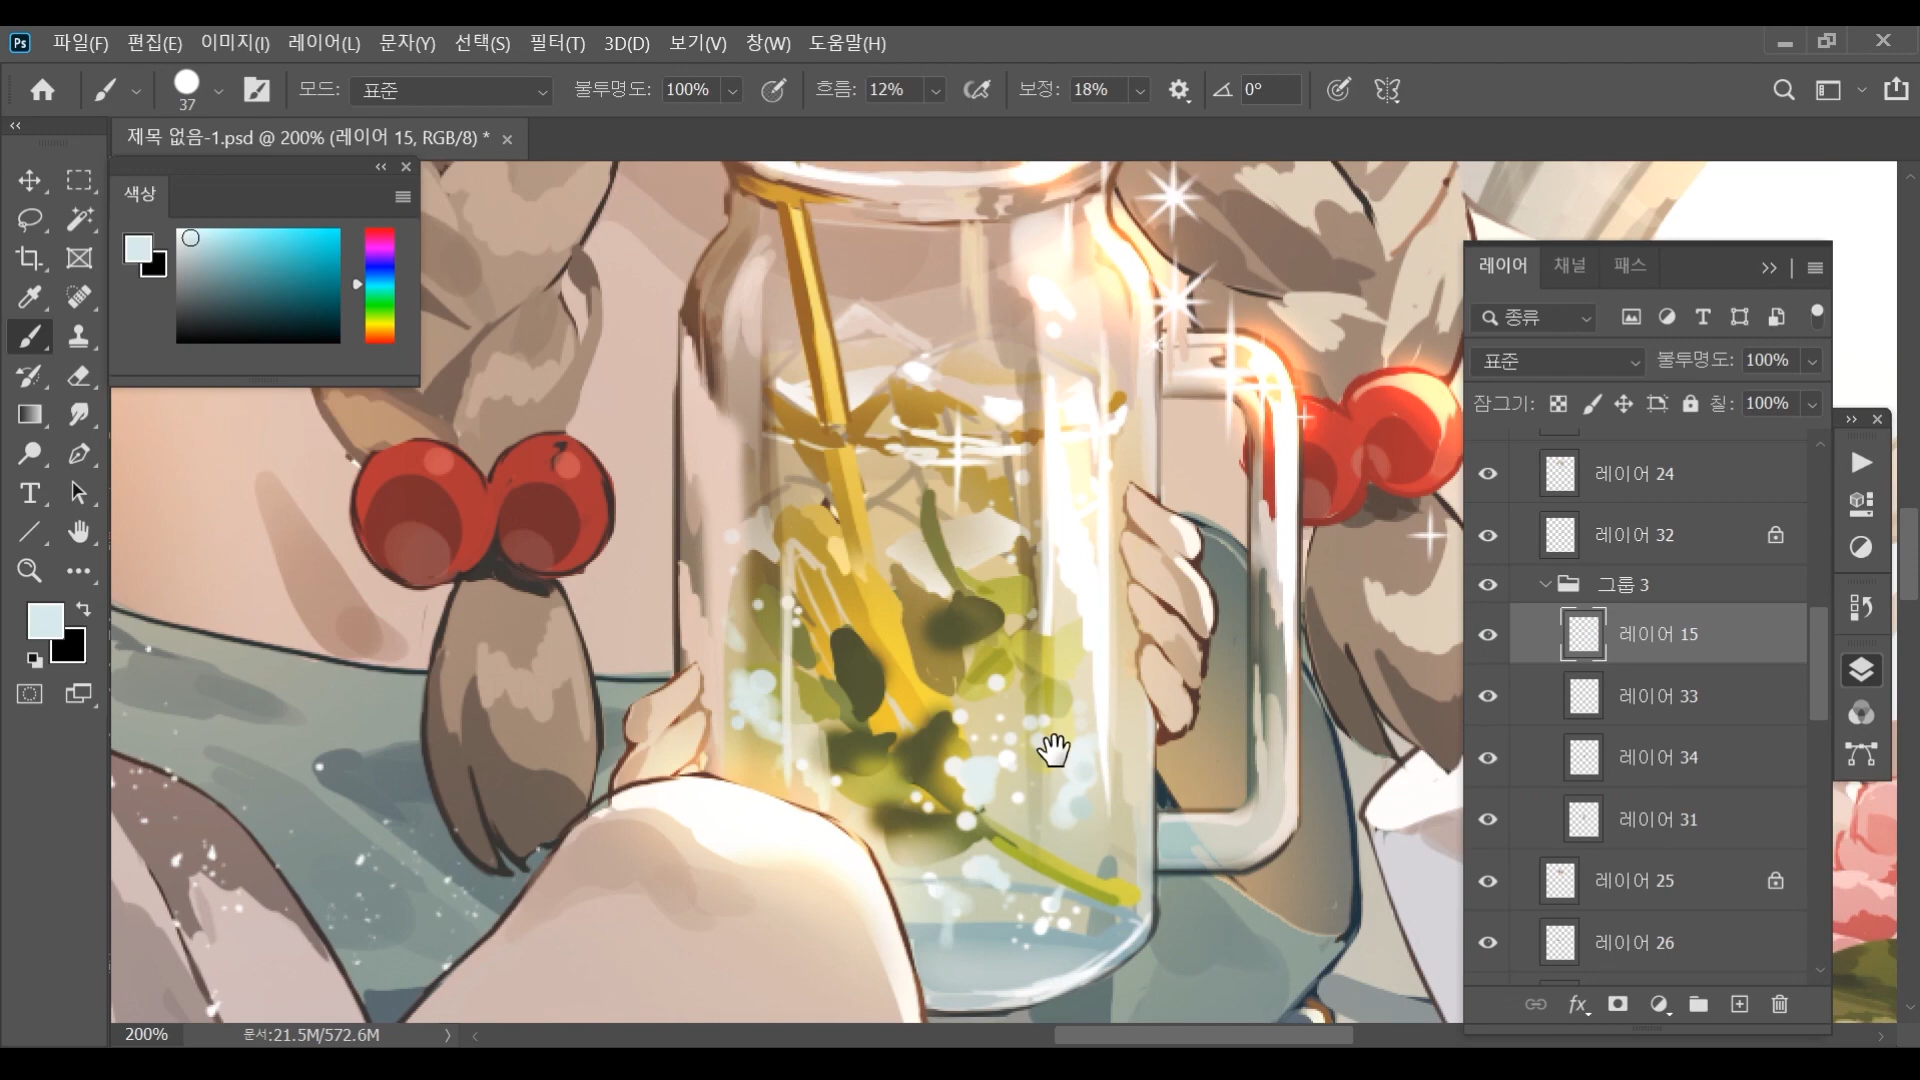 Ps 파일(F) 편집(E) 이미지(I) 레이어(L) 문자(Y) 선택(S) 필터(T) 3D(D) 보기(V) 창(W) 도움말(H)
37 모드: 표준 불투명도: 100% 흐름: 12% 보정: 18% 0°
제목 없음-1.psd @ 200% (레이어 15, RGB/8) *
색상
레이어 채널 패스
종류
표준 불투명도: 100%
잠그기: 칠: 100%
레이어 24
레이어 32
그룹 3
레이어 15
레이어 33
레이어 34
레이어 31
레이어 25
레이어 26
fx
200% 문서:21.5M/572.6M